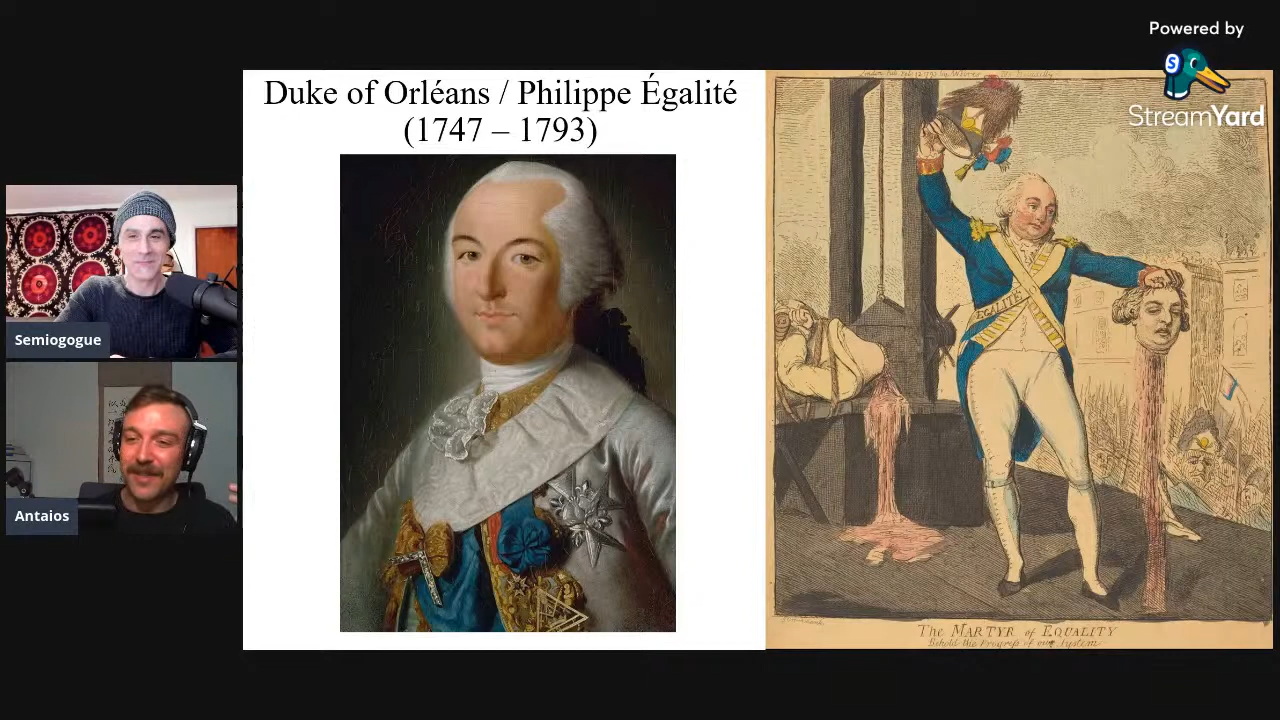 Powered by
StreamYard
Duke of Orléans / Philippe Égalité
(1747 – 1793)
EGALITÉ
Semiogogue
Antaios
The MARTYR of EQUALITY
Behold the Progress of our System